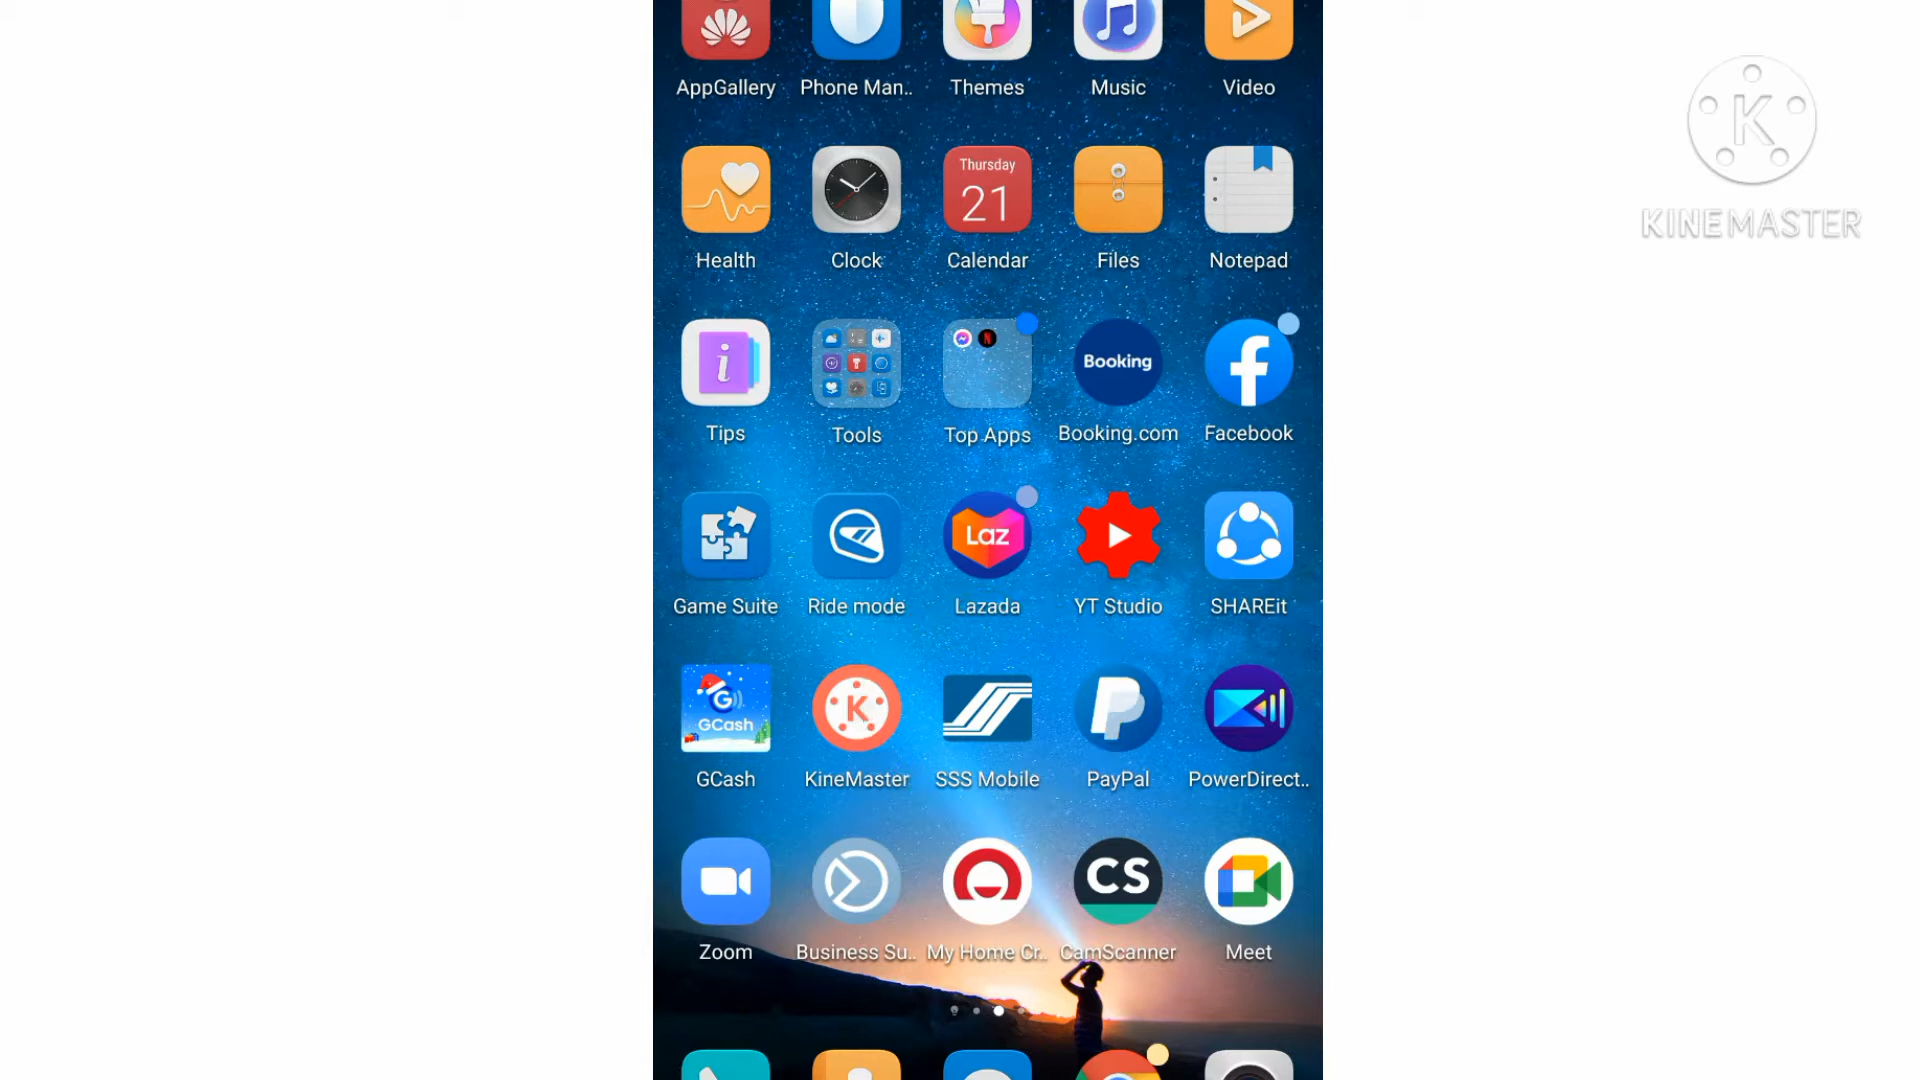 AppGallery Phone Man.. Themes Music Video
KINEMASTER
Thursday
21
Health Clock Calendar Files Notepad
Booking
Tips Tools Top Apps Booking.com Facebook
Laz
Game Suite Ride mode Lazada YT Studio SHAREit
GCash
GCash KineMaster SSS Mobile PayPal PowerDirect..
CS
Zoom Business Su.. My Home Cr.. CamScanner Meet